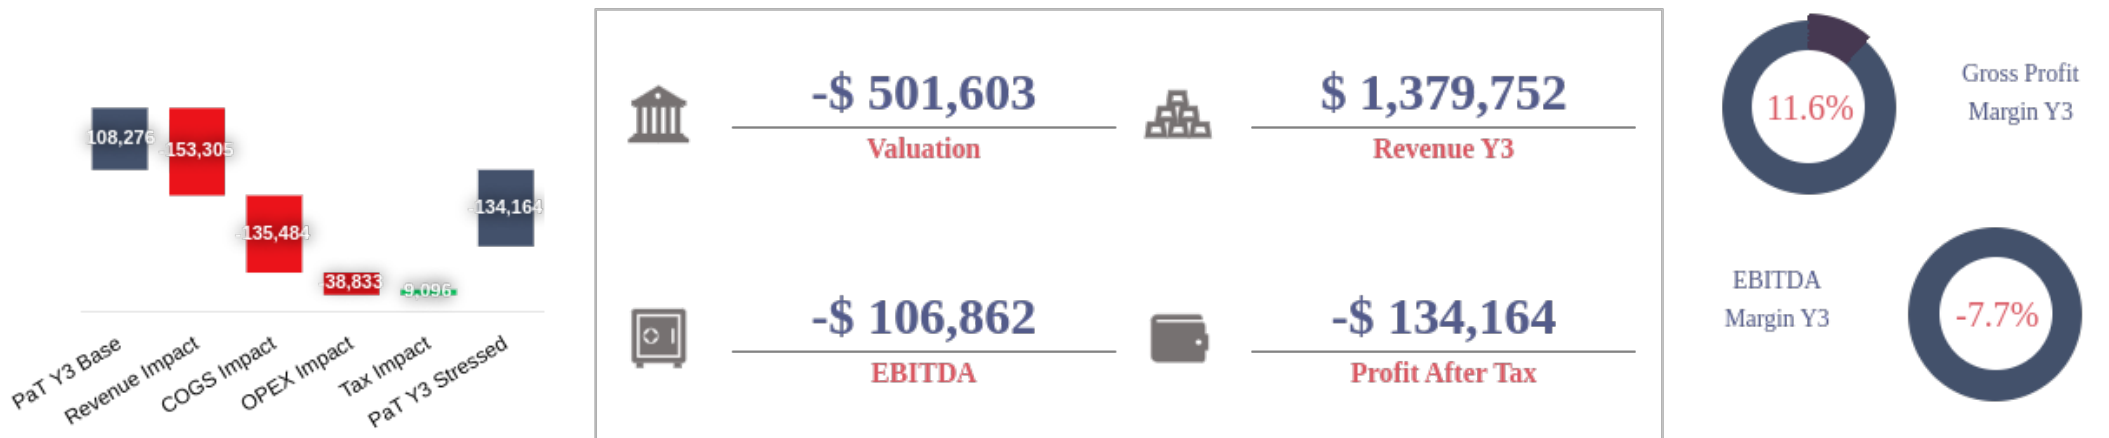 108,276
-153,305
-135,484
-38,833
9,096
-134,164
PaT Y3 Base
Revenue Impact
COGS Impact
OPEX Impact
Tax Impact
PaT Y3 Stressed
-$ 501,603
Valuation
$ 1,379,752
Revenue Y3
-$ 106,862
EBITDA
-$ 134,164
Profit After Tax
11.6%
Gross Profit
Margin Y3
EBITDA
Margin Y3
-7.7%